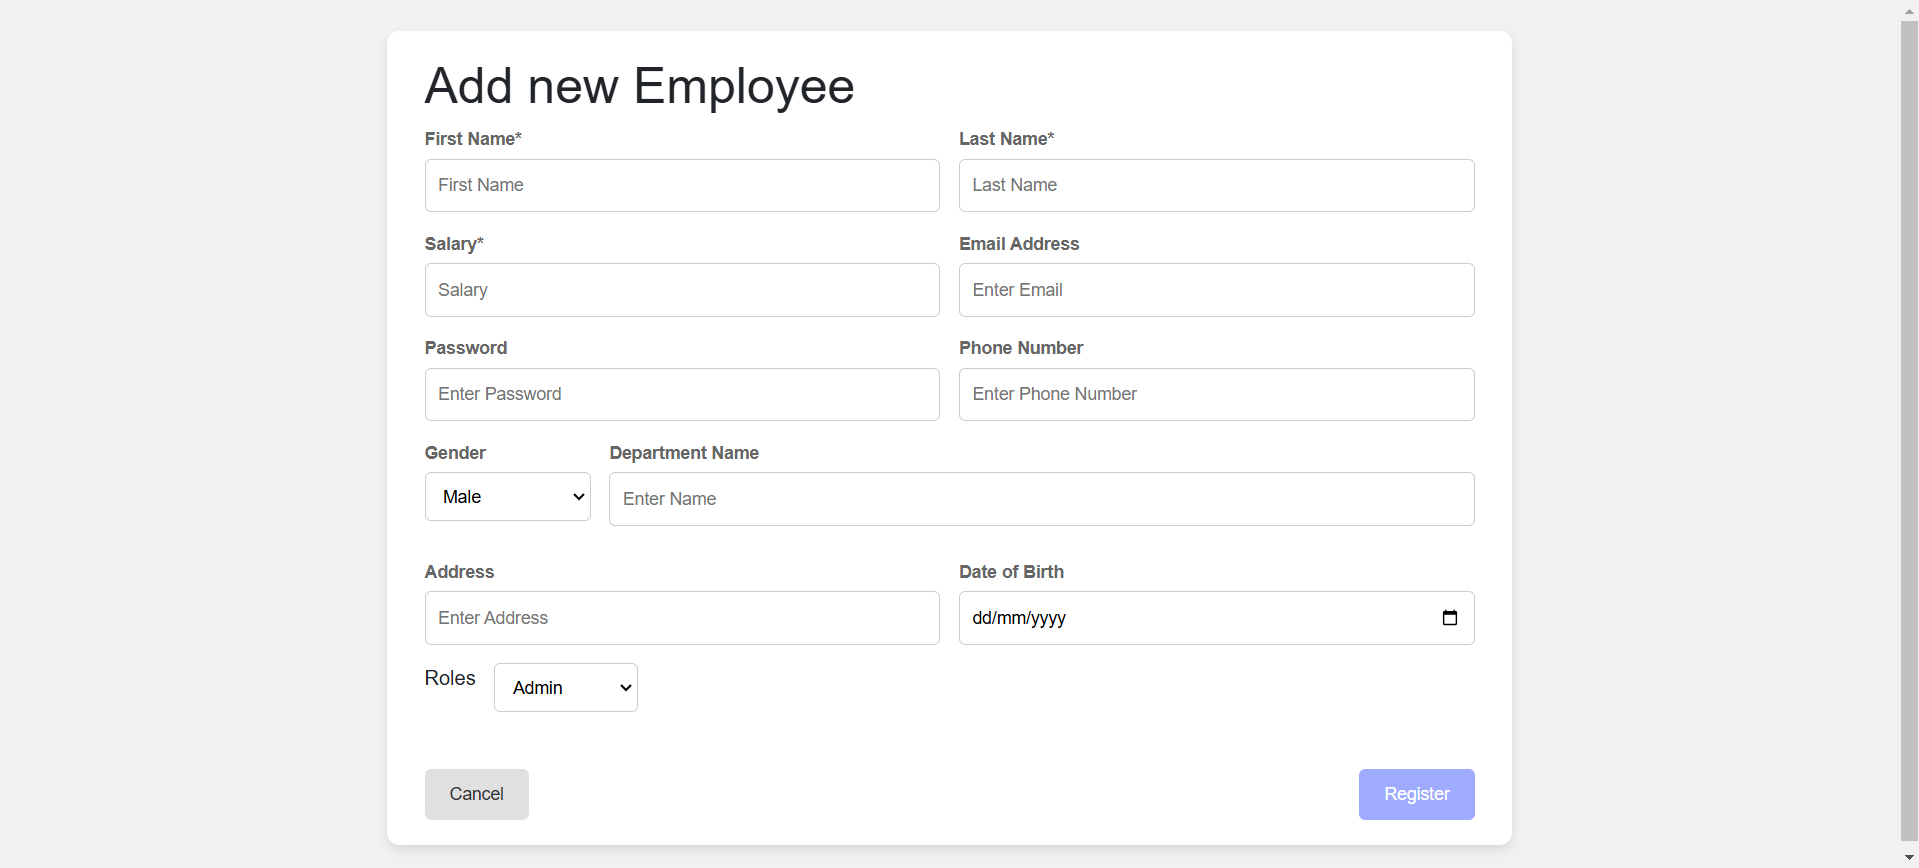 Add new Employee
First Name* Last Name*
First Name Last Name
Salary* Email Address
Salary Enter Email
Password Phone Number
Enter Password Enter Phone Number
Gender Department Name
Male Enter Name
Address Date of Birth
Enter Address dd/mm/yyyy
Roles Admin
Cancel Register